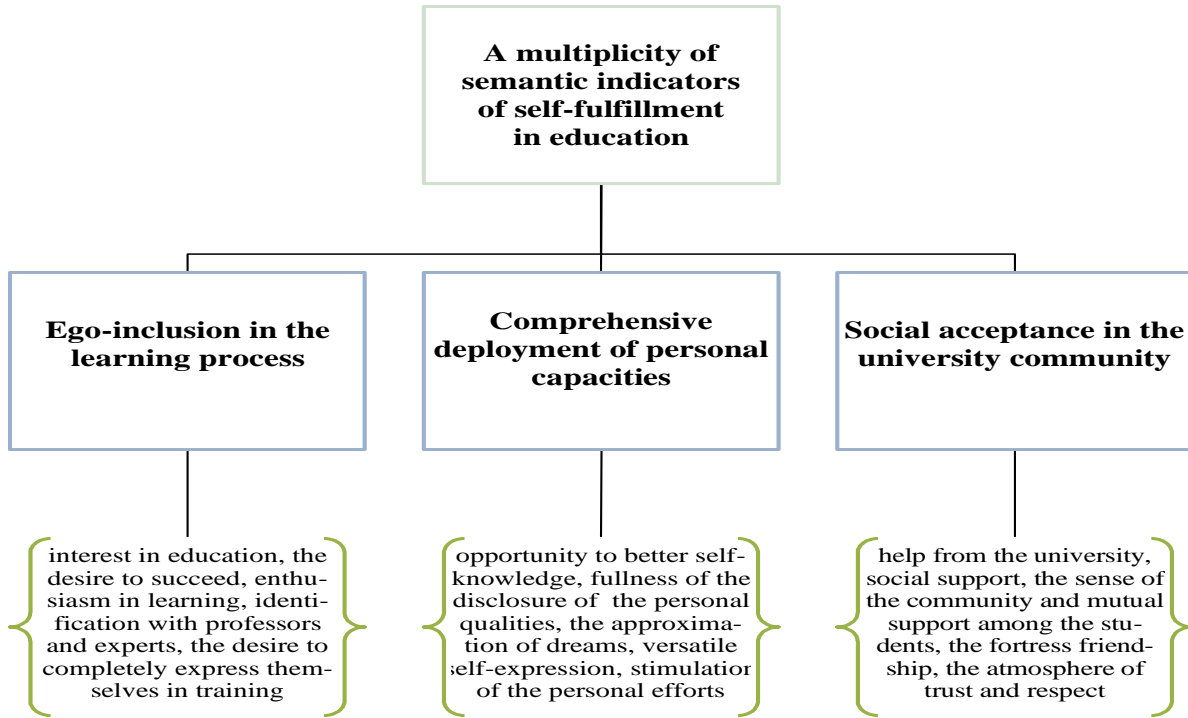 A multiplicity of
semantic indicators
of self-fulfillment
in education
Ego-inclusion in the
learning process
Comprehensive
deployment of personal
capacities
Social acceptance in the
university community
interest in education, the
desire to succeed, enthu-
siasm in learning, identi-
fication with professors
and experts, the desire to
completely express them-
selves in training
opportunity to better self-
knowledge, fullness of the
disclosure of the personal
qualities, the approxima-
tion of dreams, versatile
self-expression, stimulation
of the personal efforts
help from the university,
social support, the sense of
the community and mutual
support among the stu-
dents, the fortress friend-
ship, the atmosphere of
trust and respect